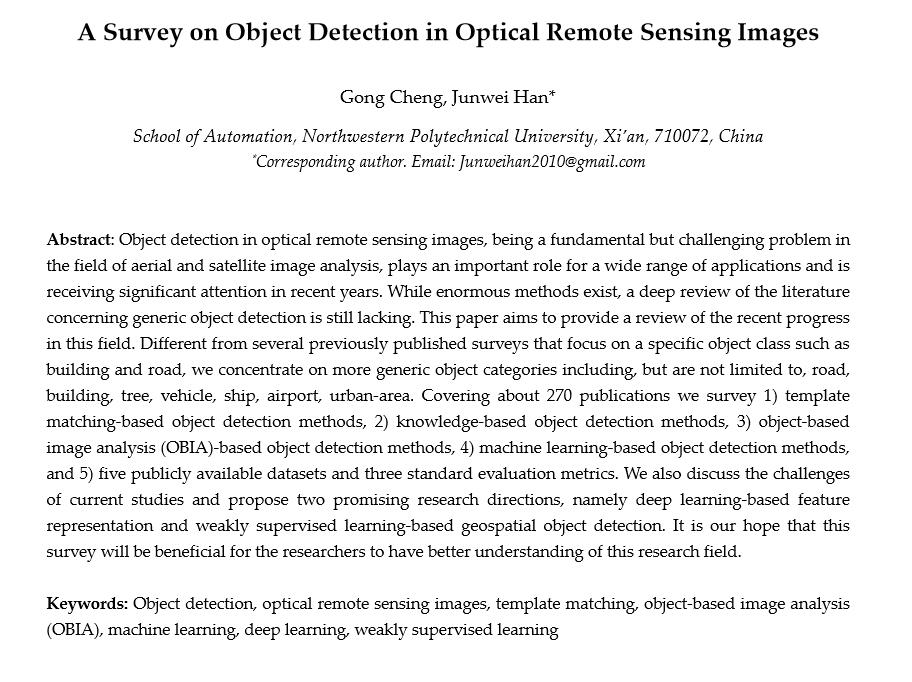 A Survey on Object Detection in Optical Remote Sensing Images
Gong Cheng, Junwei Han*
School of Automation, Northwestern Polytechnical University, Xi'an, 710072, China
*Corresponding author. Email: Junweihan2010@gmail.com
Abstract: Object detection in optical remote sensing images, being a fundamental but challenging problem in
the field of aerial and satellite image analysis, plays an important role for a wide range of applications and is
receiving significant attention in recent years. While enormous methods exist, a deep review of the literature
concerning generic object detection is still lacking. This paper aims to provide a review of the recent progress
in this field. Different from several previously published surveys that focus on a specific object class such as
building and road, we concentrate on more generic object categories including, but are not limited to, road,
building, tree, vehicle, ship, airport, urban-area. Covering about 270 publications we survey 1) template
matching-based object detection methods, 2) knowledge-based object detection methods, 3) object-based
image analysis (OBIA)-based object detection methods, 4) machine learning-based object detection methods,
and 5) five publicly available datasets and three standard evaluation metrics. We also discuss the challenges
of current studies and propose two promising research directions, namely deep learning-based feature
representation and weakly supervised learning-based geospatial object detection. It is our hope that this
survey will be beneficial for the researchers to have better understanding of this research field.
Keywords: Object detection, optical remote sensing images, template matching, object-based image analysis
(OBIA), machine learning, deep learning, weakly supervised learning